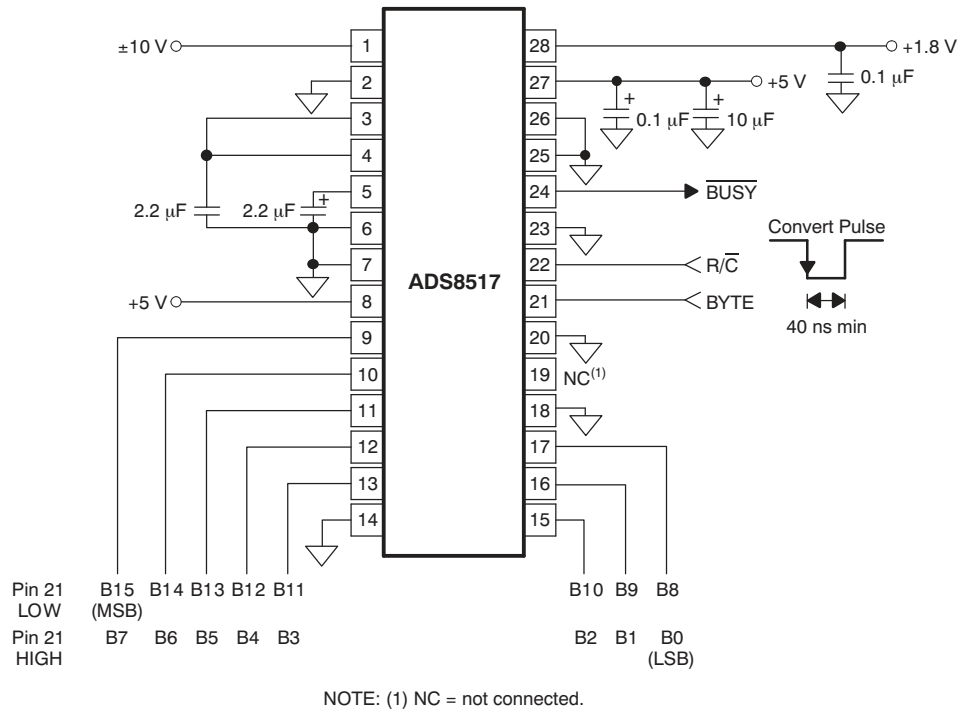 ±10 V
1
2
3
4
5
6
7
8
9
10
11
12
13
14
2.2 μF
2.2 μF
+
+5 V
ADS8517
28
27
26
25
24
23
22
21
20
19
18
17
16
15
+1.8 V
0.1 μF
+5 V
+
0.1 μF
+
10 μF
BUSY
R/C
BYTE
NC(1)
Convert Pulse
40 ns min
Pin 21 LOW B15 (MSB) B14 B13 B12 B11 B10 B9 B8
Pin 21 HIGH B7 B6 B5 B4 B3 B2 B1 B0 (LSB)
NOTE: (1) NC = not connected.